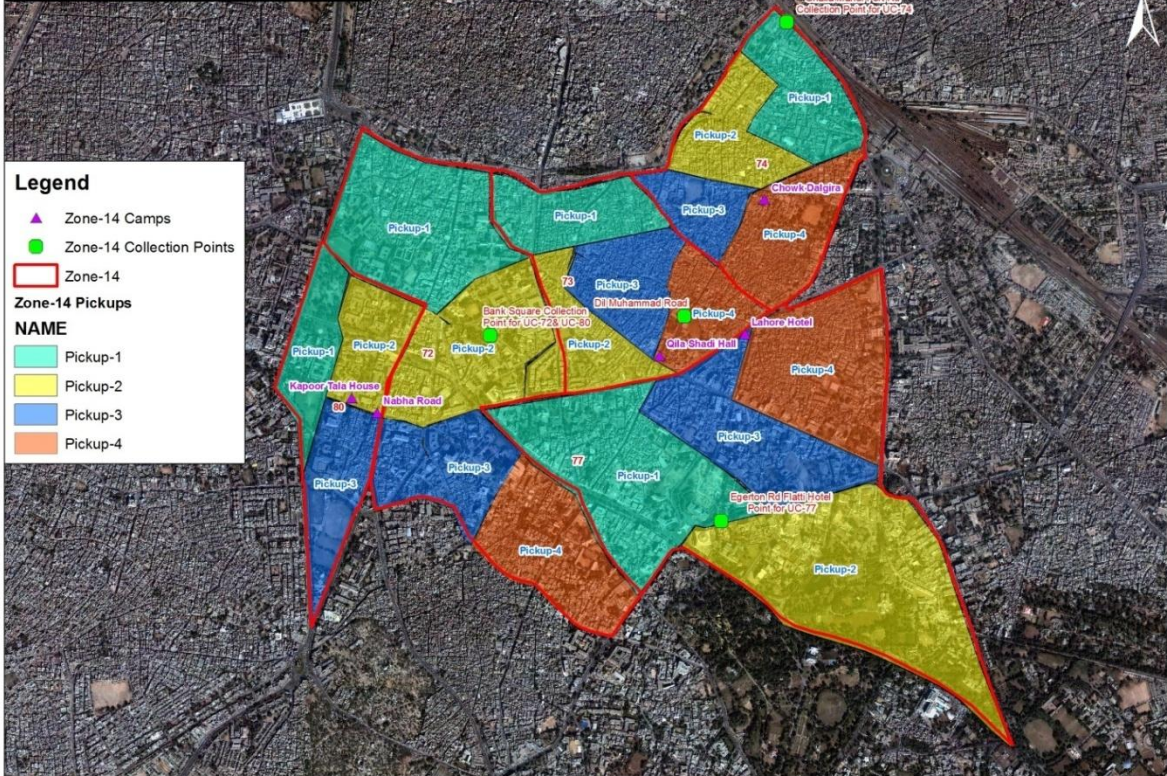 Collection Point for UC-74
Pickup-1
Pickup-2
74
Chowk Dalgira
Pickup-3
Pickup-4
Pickup-1
Pickup-1
73
Pickup-3
Dil Muhammad Road
Pickup-4
Lahore Hotel
Qila Shadi Hall
Pickup-2
Bank Square Collection
Point for UC-72& UC-80
Pickup-2
72
Pickup-1
Pickup-2
Kapoor Tala House
80
Nabha Road
Pickup-3
Pickup-3
Pickup-4
77
Pickup-1
Pickup-4
Pickup-3
Egerton Rd Flatti Hotel
Point for UC-77
Pickup-2
Legend
Zone-14 Camps
Zone-14 Collection Points
Zone-14
Zone-14 Pickups
NAME
Pickup-1
Pickup-2
Pickup-3
Pickup-4